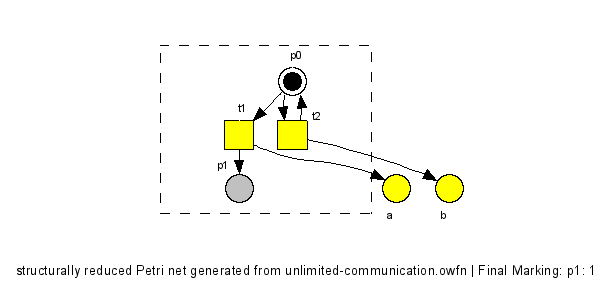 p0
t1
t2
p1
a
b
structurally reduced Petri net generated from unlimited-communication.owfn | Final Marking: p1: 1